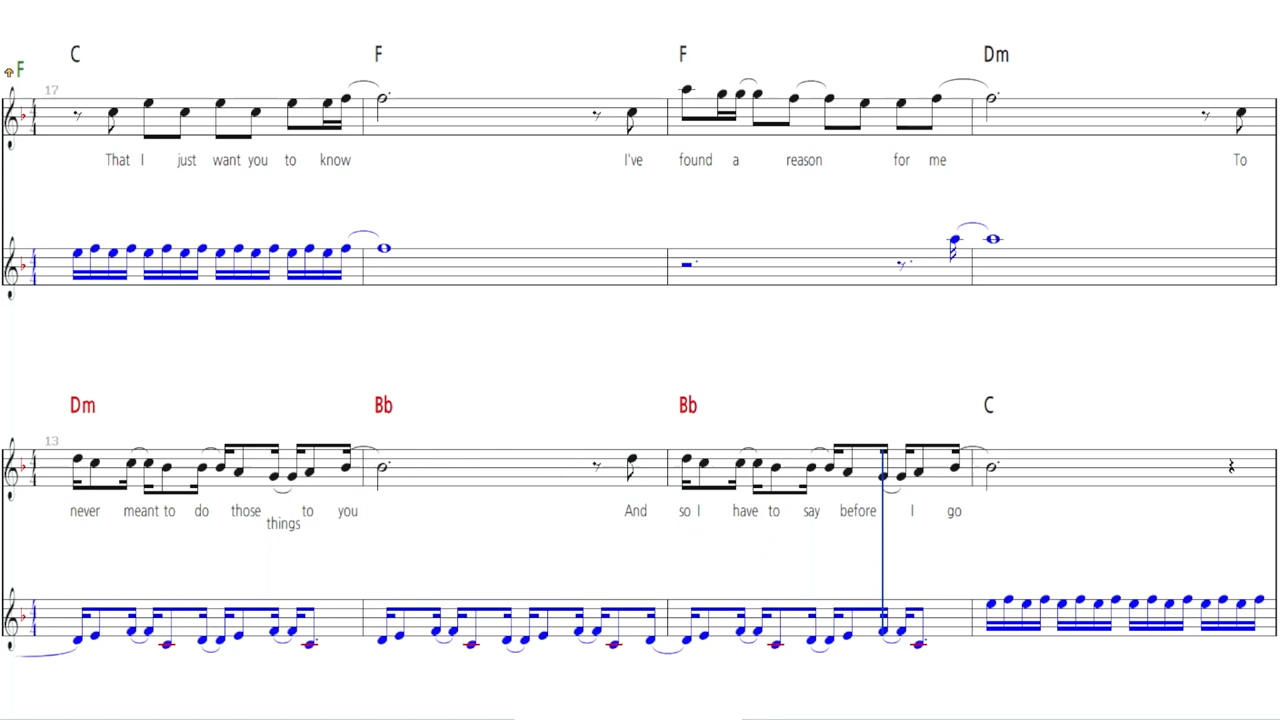 C F F Dm
F
17
That I just want you to know I've found a reason for me To
Dm Bb Bb C
13
never meant to do those to you And so I have to say before I go
things